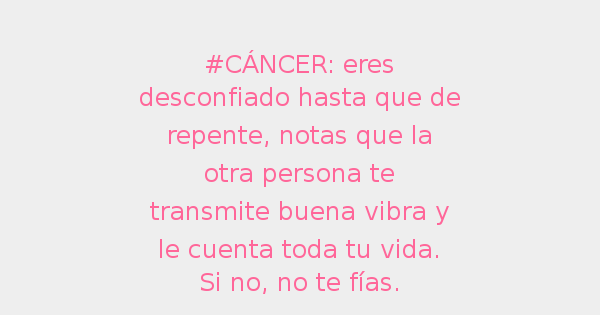 #CÁNCER: eres
desconfiado hasta que de
repente, notas que la
otra persona te
transmite buena vibra y
le cuenta toda tu vida.
Si no, no te fías.